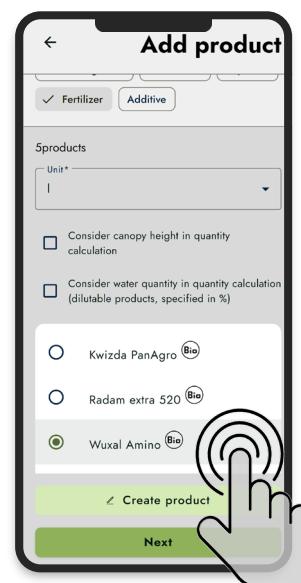 Add product
Fertilizer
Additive
5products
Unit*
l
Consider canopy height in quantity
calculation
Consider water quantity in quantity calculation
(dilutable products, specified in %)
Kwizda PanAgro Bio
Radam extra 520 Bio
Wuxal Amino Bio
Create product
Next